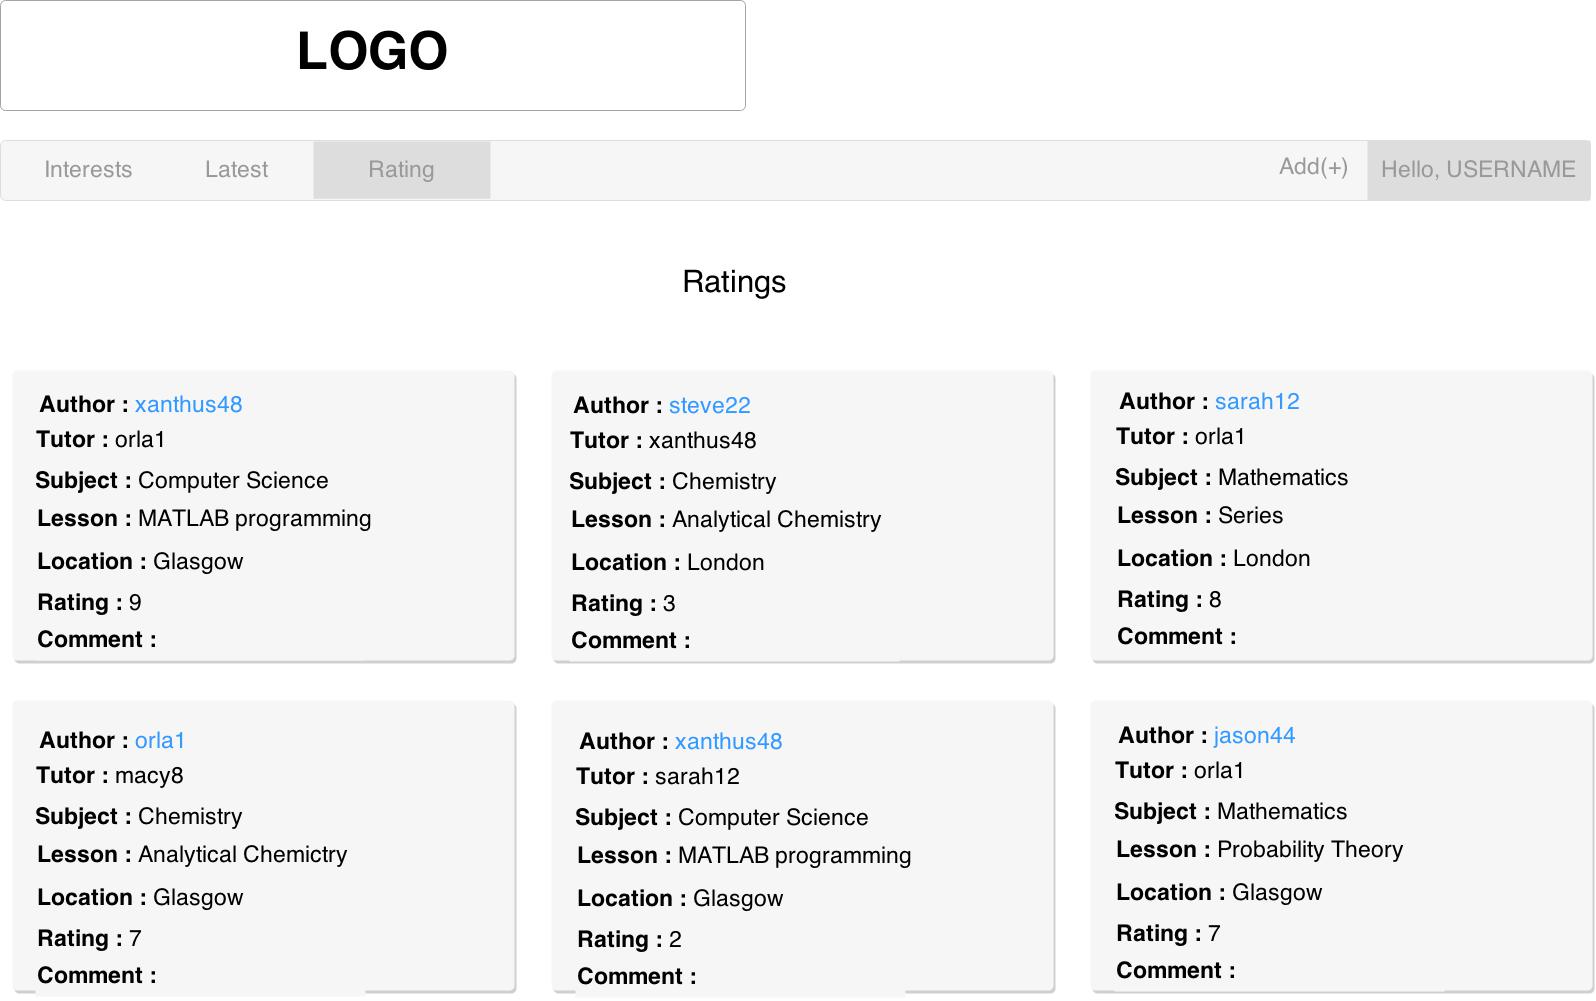 LOGO
Interests Latest Rating Add(+) Hello, USERNAME
Ratings
Author : xanthus48
Tutor : orla1
Subject : Computer Science
Lesson : MATLAB programming
Location : Glasgow
Rating : 9
Comment :
Author : steve22
Tutor : xanthus48
Subject : Chemistry
Lesson : Analytical Chemistry
Location : London
Rating : 3
Comment :
Author : sarah12
Tutor : orla1
Subject : Mathematics
Lesson : Series
Location : London
Rating : 8
Comment :
Author : orla1
Tutor : macy8
Subject : Chemistry
Lesson : Analytical Chemictry
Location : Glasgow
Rating : 7
Comment :
Author : xanthus48
Tutor : sarah12
Subject : Computer Science
Lesson : MATLAB programming
Location : Glasgow
Rating : 2
Comment :
Author : jason44
Tutor : orla1
Subject : Mathematics
Lesson : Probability Theory
Location : Glasgow
Rating : 7
Comment :